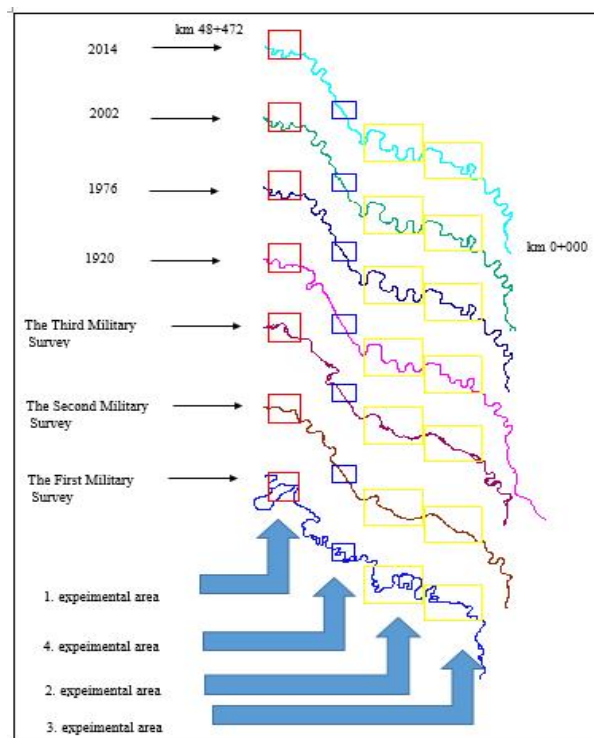 km 48+472
2014
2002
1976
km 0+000
1920
The Third Military
Survey
The Second Military
Survey
The First Military
Survey
1. expeimental area
4. expeimental area
2. expeimental area
3. expeimental area